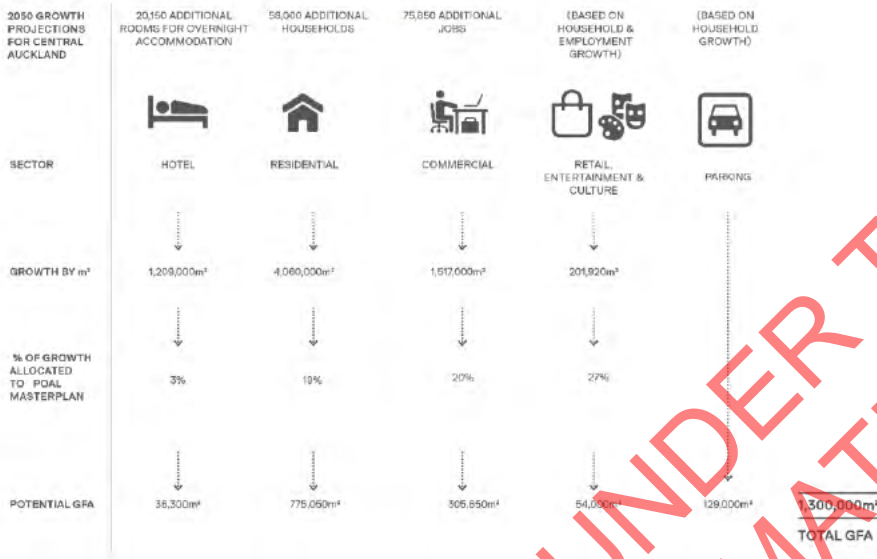 2050 GROWTH
PROJECTIONS
FOR CENTRAL
AUCKLAND
20,150 ADDITIONAL
ROOMS FOR OVERNIGHT
ACCOMMODATION
58,000 ADDITIONAL
HOUSEHOLDS
75,850 ADDITIONAL
JOBS
(BASED ON
HOUSEHOLD &
EMPLOYMENT
GROWTH)
(BASED ON
HOUSEHOLD
GROWTH)
SECTOR
HOTEL
RESIDENTIAL
COMMERCIAL
RETAIL,
ENTERTAINMENT &
CULTURE
PARKING
GROWTH BY m²
1,209,000m²
4,060,000m²
1,517,000m²
201,920m²
% OF GROWTH
ALLOCATED
TO POAL
MASTERPLAN
3%
19%
20%
27%
POTENTIAL GFA
36,300m²
775,050m²
305,650m²
129,000m²
1,300,000m²
TOTAL GFA
UNDER T
MAT